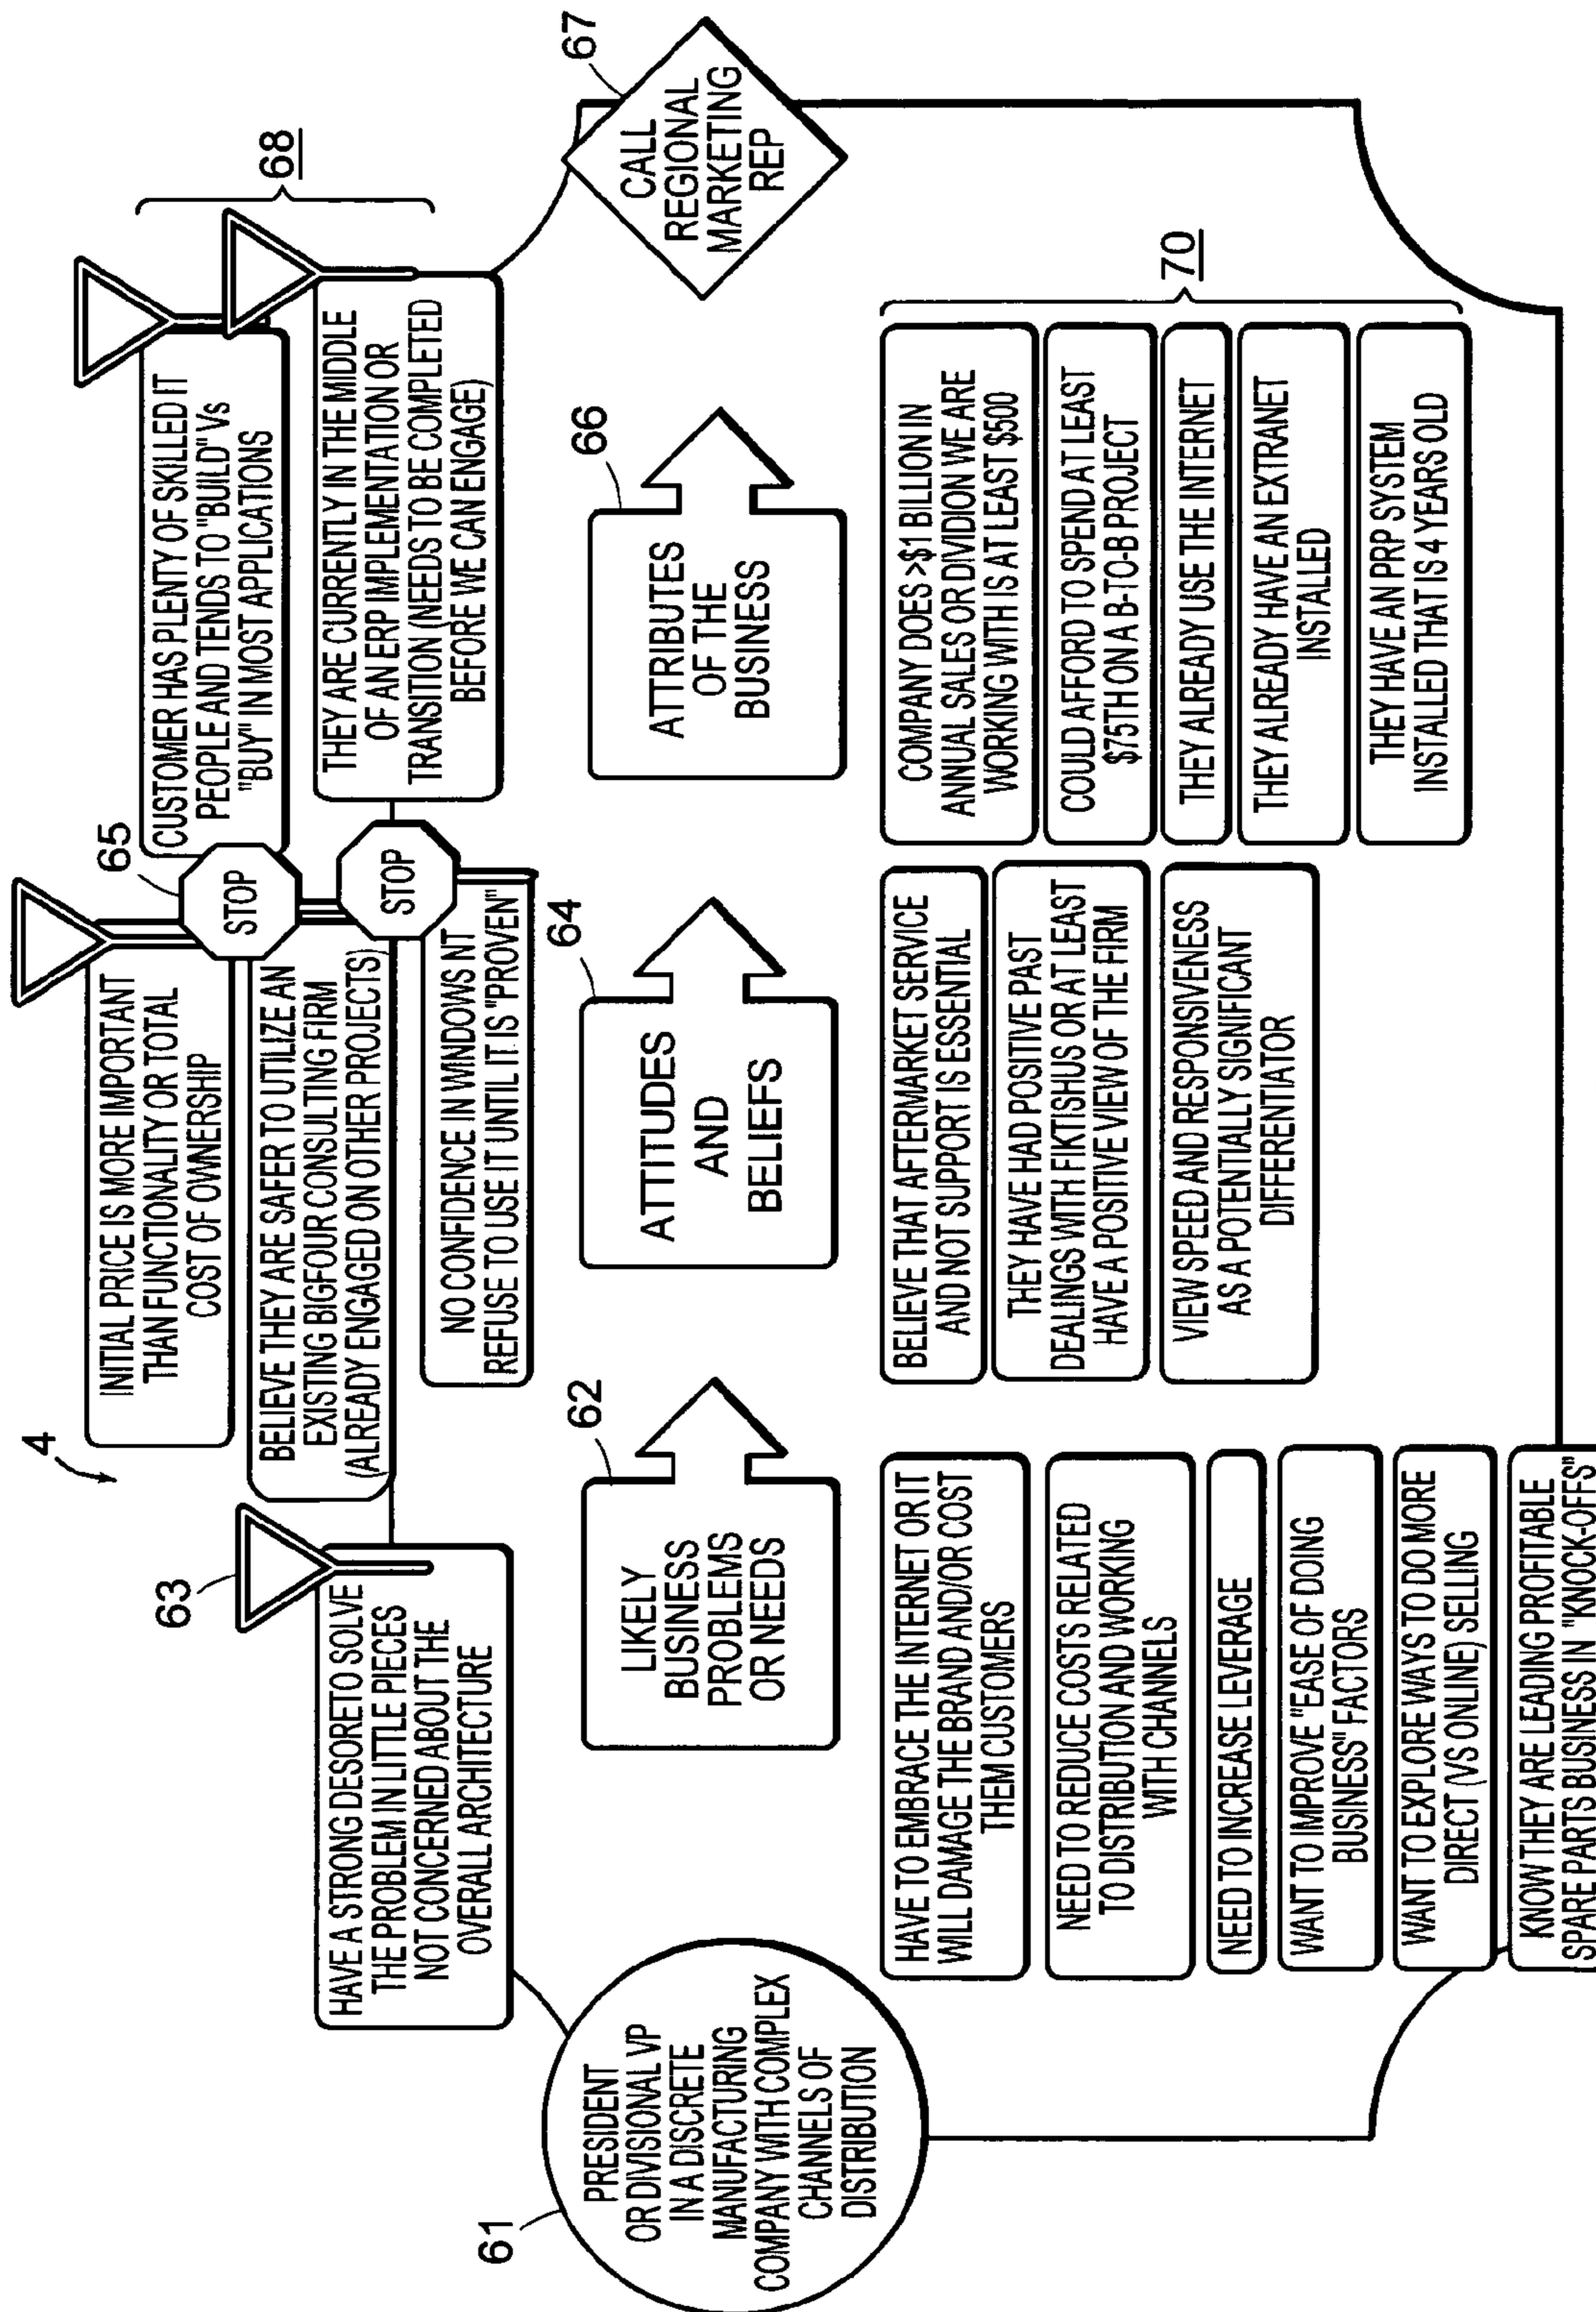 4
63
HAVE A STRONG DESORETO SOLVE
THE PROBLEM IN LITTLE PIECES
NOT CONCERNED ABOUT THE
OVERALL ARCHITECTURE
INITIAL PRICE IS MORE IMPORTANT
THAN FUNCTIONALITY OR TOTAL
COST OF OWNERSHIP
BELIEVE THEY ARE SAFER TO UTILIZE AN
EXISTING BIGFOUR CONSULTING FIRM
(ALREADY ENGAGED ON OTHER PROJECTS)
NO CONFIDENCE IN WINDOWS NT
REFUSE TO USE IT UNTIL IT IS "PROVEN"
65
STOP
STOP
CUSTOMER HAS PLENTY OF SKILLED IT
PEOPLE AND TENDS TO "BUILD" Vs
"BUY" IN MOST APPLICATIONS
THEY ARE CURRENTLY IN THE MIDDLE
OF AN ERP IMPLEMENTATION OR
TRANSITION (NEEDS TO BE COMPLETED
BEFORE WE CAN ENGAGE)
68
61
PRESIDENT
OR DIVISIONAL VP
IN A DISCRETE
MANUFACTURING
COMPANY WITH COMPLEX
CHANNELS OF
DISTRIBUTION
62
LIKELY
BUSINESS
PROBLEMS
OR NEEDS
64
ATTITUDES
AND
BELIEFS
66
ATTRIBUTES
OF THE
BUSINESS
67
CALL
REGIONAL
MARKETING
REP
HAVE TO EMBRACE THE INTERNET OR IT
WILL DAMAGE THE BRAND AND/OR COST
THEM CUSTOMERS
NEED TO REDUCE COSTS RELATED
TO DISTRIBUTION AND WORKING
WITH CHANNELS
NEED TO INCREASE LEVERAGE
WANT TO IMPROVE "EASE OF DOING
BUSINESS" FACTORS
WANT TO EXPLORE WAYS TO DO MORE
DIRECT (VS ONLINE) SELLING
KNOW THEY ARE LEADING PROFITABLE
SPARE PARTS BUSINESS IN "KNOCK-OFFS"
BELIEVE THAT AFTERMARKET SERVICE
AND NOT SUPPORT IS ESSENTIAL
THEY HAVE HAD POSITIVE PAST
DEALINGS WITH FIKTISHUS OR AT LEAST
HAVE A POSITIVE VIEW OF THE FIRM
VIEW SPEED AND RESPONSIVENESS
AS A POTENTIALLY SIGNIFICANT
DIFFERENTIATOR
COMPANY DOES >$1 BILLION IN
ANNUAL SALES OR DIVIDION WE ARE
WORKING WITH IS AT LEAST $500
COULD AFFORD TO SPEND AT LEAST
$75TH ON A B-TO-B PROJECT
THEY ALREADY USE THE INTERNET
THEY ALREADY HAVE AN EXTRANET
INSTALLED
THEY HAVE AN PRP SYSTEM
INSTALLED THAT IS 4 YEARS OLD
70